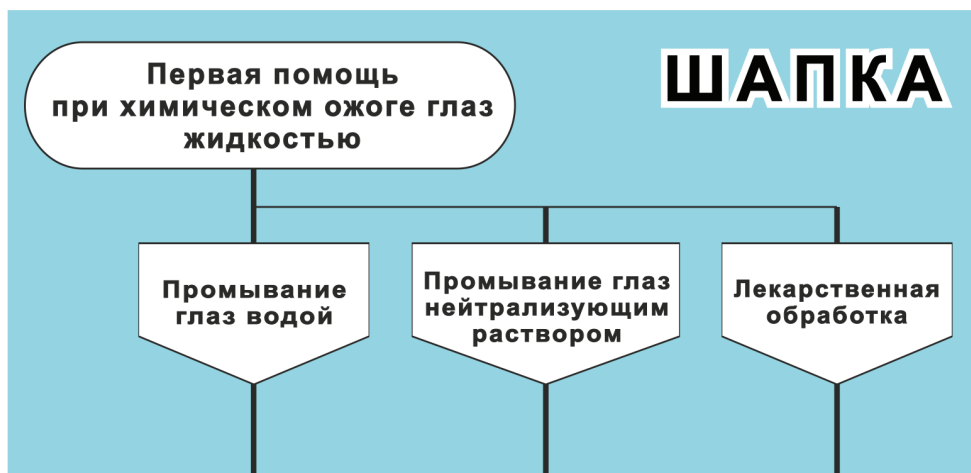 Первая помощь
при химическом ожоге глаз
жидкостью
ШАПКА
Промывание
глаз водой
Промывание глаз
нейтрализующим
раствором
Лекарственная
обработка